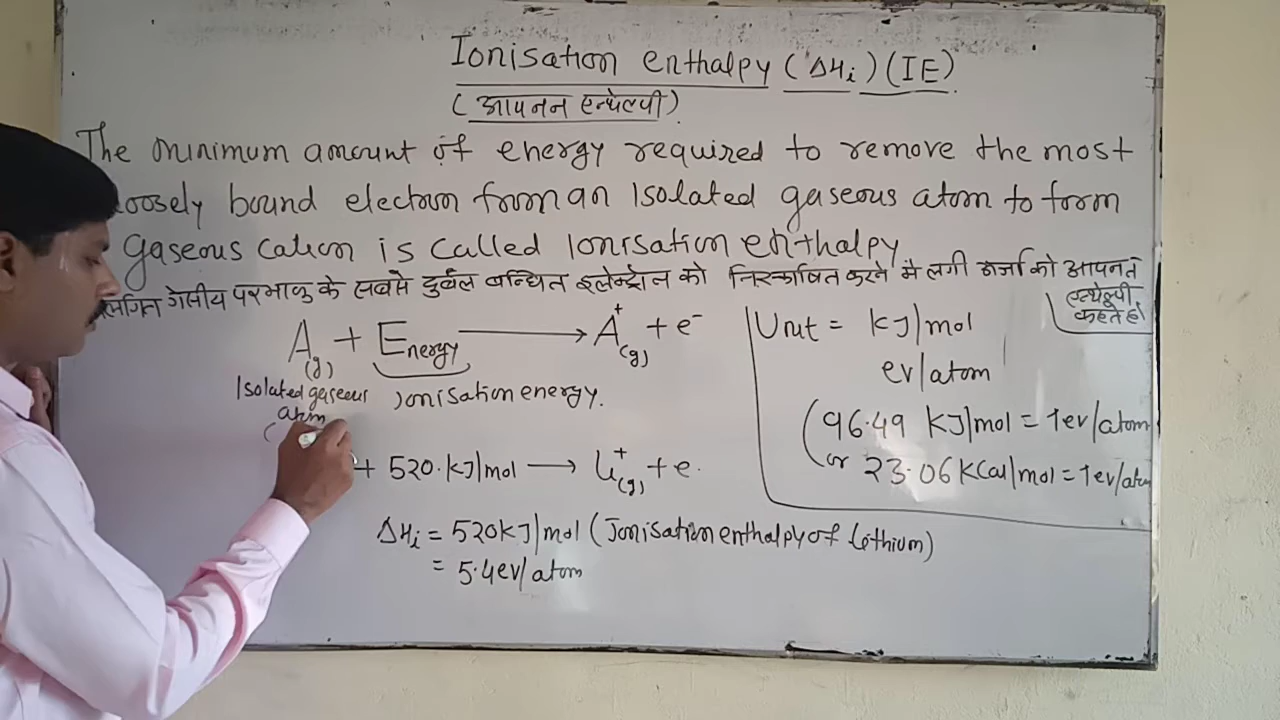 Ionisation enthalpy (ΔHi) (IE)
(आयनन एन्थेल्पी)
The minimum amount of energy required to remove the most
loosely bound electron from an Isolated gaseous atom to form
gaseous cation is called Ionisation enthalpy
गैसीय परमाणु के सबसे दुर्बल बन्धित इलेक्ट्रोन को निस्काषित करने मे लगी ऊर्जा को आयनन
एन्थेल्पी
कहते है।
A(g) + Energy ⟶ A⁺(g) + e⁻
Isolated gaseous
atom
Ionisation energy.
+ 520 KJ/mol ⟶ Li⁺(g) + e
ΔHi = 520KJ/mol (Ionisation enthalpy of Lithium)
= 5.4ev/atom
Unit = KJ/mol
ev/atom
(96.49 KJ/mol = 1ev/atom
or 23.06 KCal/mol = 1ev/atm